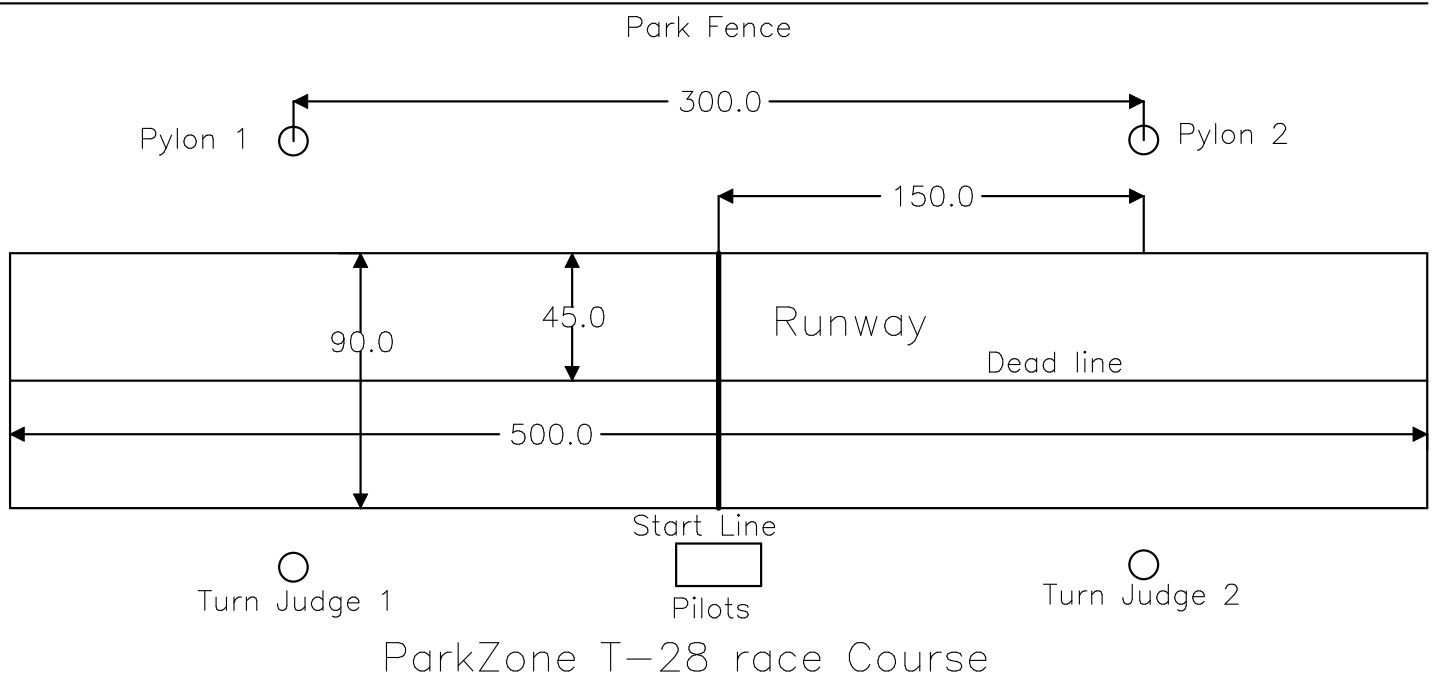 Park Fence
300.0
Pylon 1
Pylon 2
150.0
45.0
Runway
90.0
Dead line
500.0
Start Line
Turn Judge 1
Pilots
Turn Judge 2
ParkZone T-28 race Course